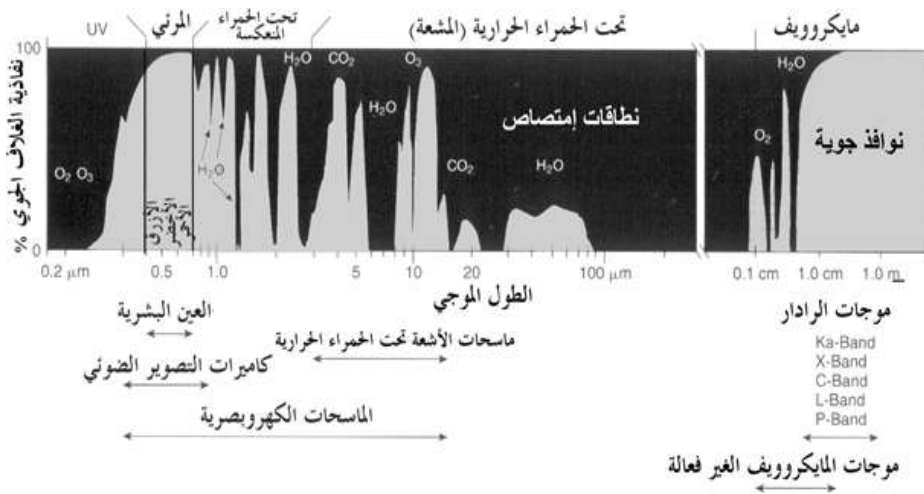 UV
المرئي
تحت الحمراء
المنعكسة
تحت الحمراء الحرارية (المشعة)
مايكروويف
100
نفاذية الغلاف الجوي %
0
O₂ O₃
الأزرق
الأخضر
الأحمر
H₂O
H₂O
CO₂
H₂O
O₃
نطاقات إمتصاص
CO₂
H₂O
O₂
H₂O
نوافذ جوية
0.2 µm
0.5
1.0
5
10
20
100 µm
0.1 cm
1.0 cm
1.0 m
الطول الموجي
العين البشرية
كاميرات التصوير الضوئي
ماسحات الأشعة تحت الحمراء الحرارية
الماسحات الكهروبصرية
موجات الرادار
Ka-Band
X-Band
C-Band
L-Band
P-Band
موجات المايكروويف الغير فعالة